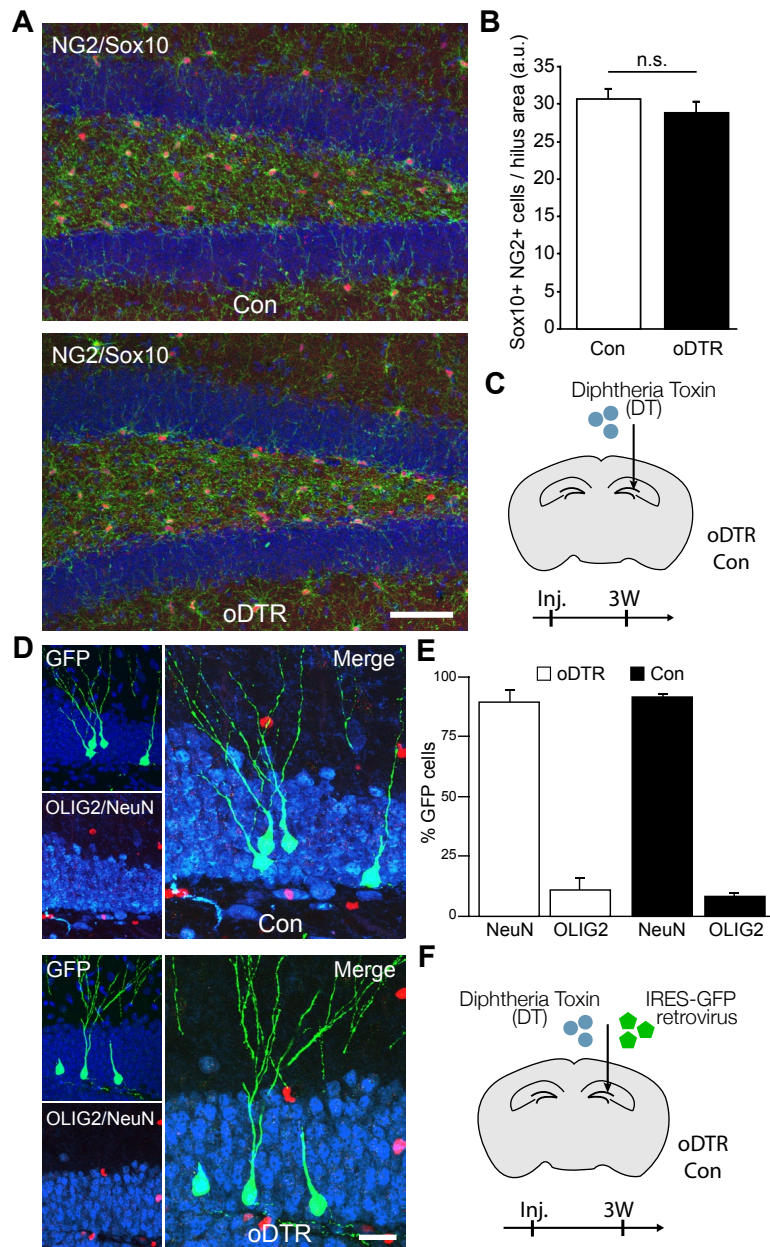 A
NG2/Sox10
Con
NG2/Sox10
oDTR
B
n.s.
Sox10+ NG2+ cells / hilus area (a.u.)
35
30
25
20
15
10
5
0
Con
oDTR
C
Diphtheria Toxin
(DT)
oDTR
Con
Inj.
3W
D
GFP
Merge
OLIG2/NeuN
Con
GFP
Merge
OLIG2/NeuN
oDTR
E
oDTR
Con
% GFP cells
100
75
50
25
0
NeuN
OLIG2
NeuN
OLIG2
F
Diphtheria Toxin
(DT)
IRES-GFP
retrovirus
oDTR
Con
Inj.
3W